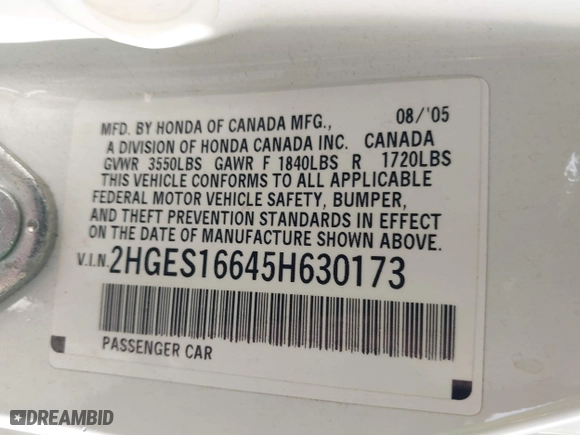 MFD. BY HONDA OF CANADA MFG., 08/'05
A DIVISION OF HONDA CANADA INC. CANADA
GVWR 3550LBS GAWR F 1840LBS R 1720LBS
THIS VEHICLE CONFORMS TO ALL APPLICABLE
FEDERAL MOTOR VEHICLE SAFETY, BUMPER,
AND THEFT PREVENTION STANDARDS IN EFFECT
ON THE DATE OF MANUFACTURE SHOWN ABOVE.
V.I.N. 2HGES16645H630173
PASSENGER CAR
DREAMBID